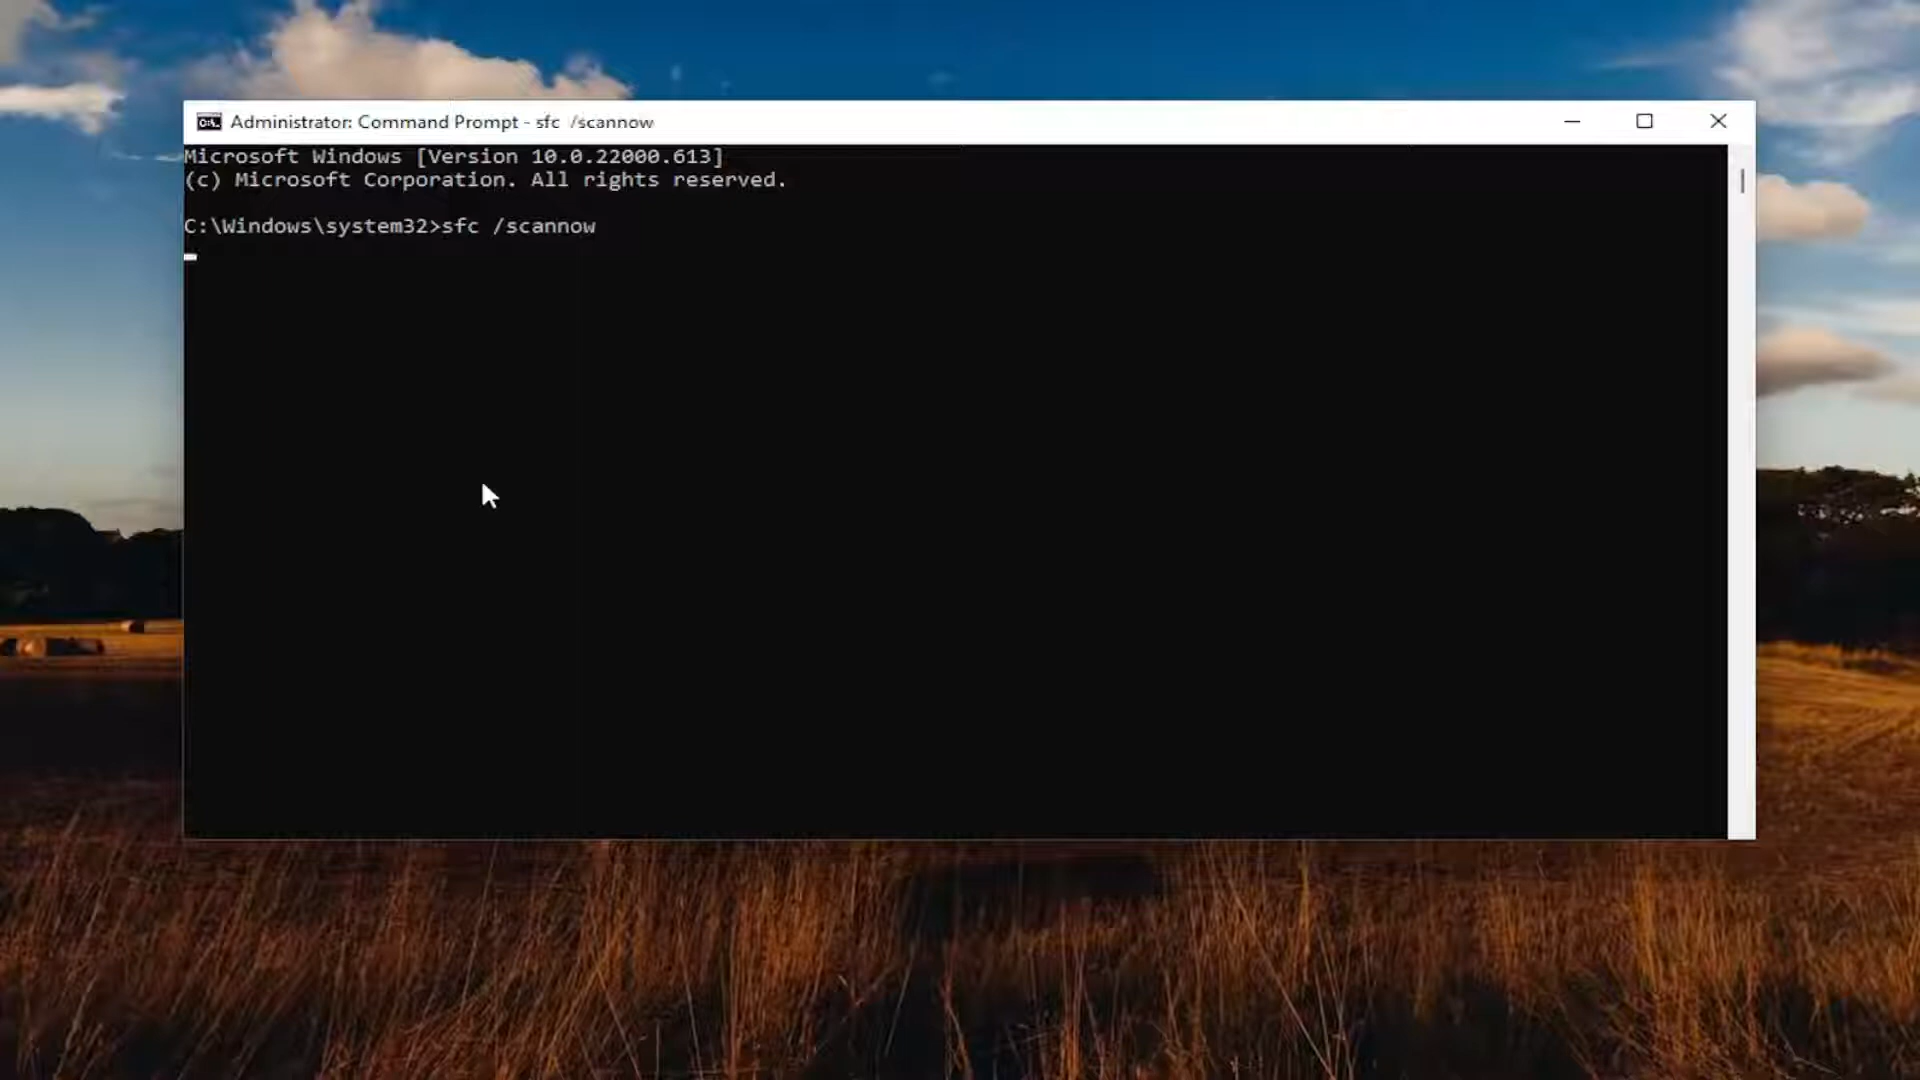 Administrator: Command Prompt - sfc  /scannow
Microsoft Windows [Version 10.0.22000.613]
(c) Microsoft Corporation. All rights reserved.
C:\Windows\system32>sfc /scannow